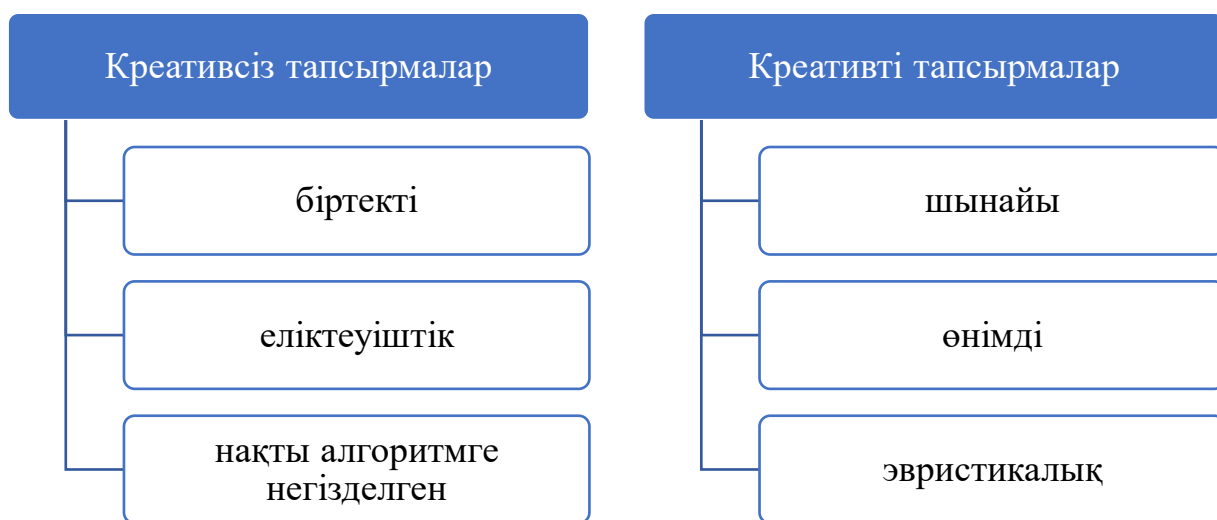 Креативсіз тапсырмалар
біртекті
еліктеуіштік
нақты алгоритмге
негізделген
Креативті тапсырмалар
шынайы
өнімді
эвристикалық